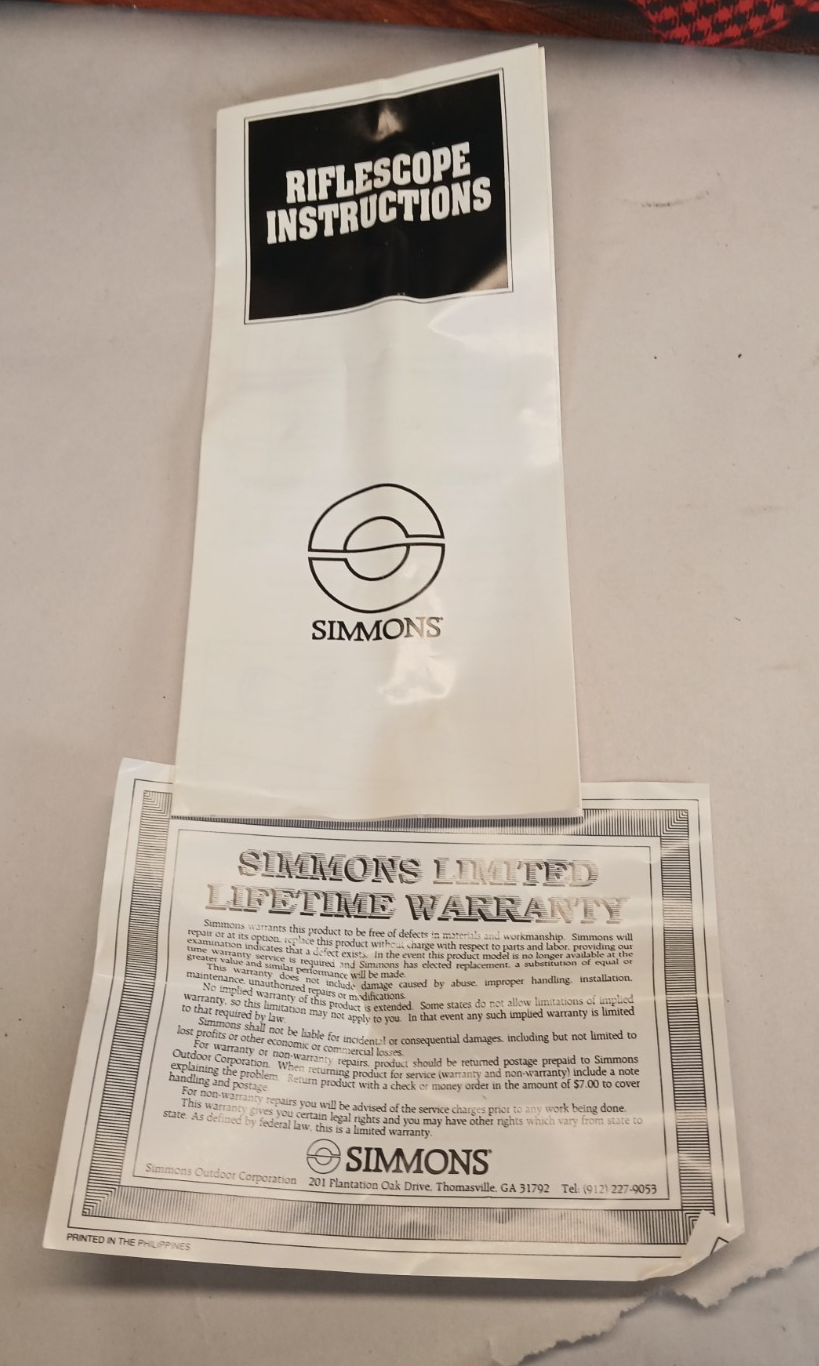 RIFLESCOPE
INSTRUCTIONS
SIMMONS
SIMMONS LIMITED
LIFETIME WARRANTY
Simmons warrants this product to be free of defects in materials and workmanship. Simmons will
repair or at its option, replace this product without charge with respect to parts and labor, providing our
examination indicates that a defect exists. In the event this product model is no longer available at the
time warranty service is required and Simmons has elected replacement, a substitution of equal or
greater value and similar performance will be made.
This warranty does not include damage caused by abuse, improper handling, installation,
maintenance, unauthorized repairs or modifications.
No implied warranty of this product is extended. Some states do not allow limitations of implied
warranty, so this limitation may not apply to you. In that event any such implied warranty is limited
to that required by law.
Simmons shall not be liable for incidental or consequential damages, including but not limited to
lost profits or other economic or commercial losses.
For warranty or non-warranty repairs, product should be returned postage prepaid to Simmons
Outdoor Corporation. When returning product for service (warranty and non-warranty) include a note
explaining the problem. Return product with a check or money order in the amount of $7.00 to cover
handling and postage.
For non-warranty repairs you will be advised of the service charges prior to any work being done.
This warranty gives you certain legal rights and you may have other rights which vary from state to
state. As defined by federal law, this is a limited warranty.
SIMMONS
Simmons Outdoor Corporation 201 Plantation Oak Drive, Thomasville, GA 31792 Tel: (912) 227-9053
PRINTED IN THE PHILIPPINES